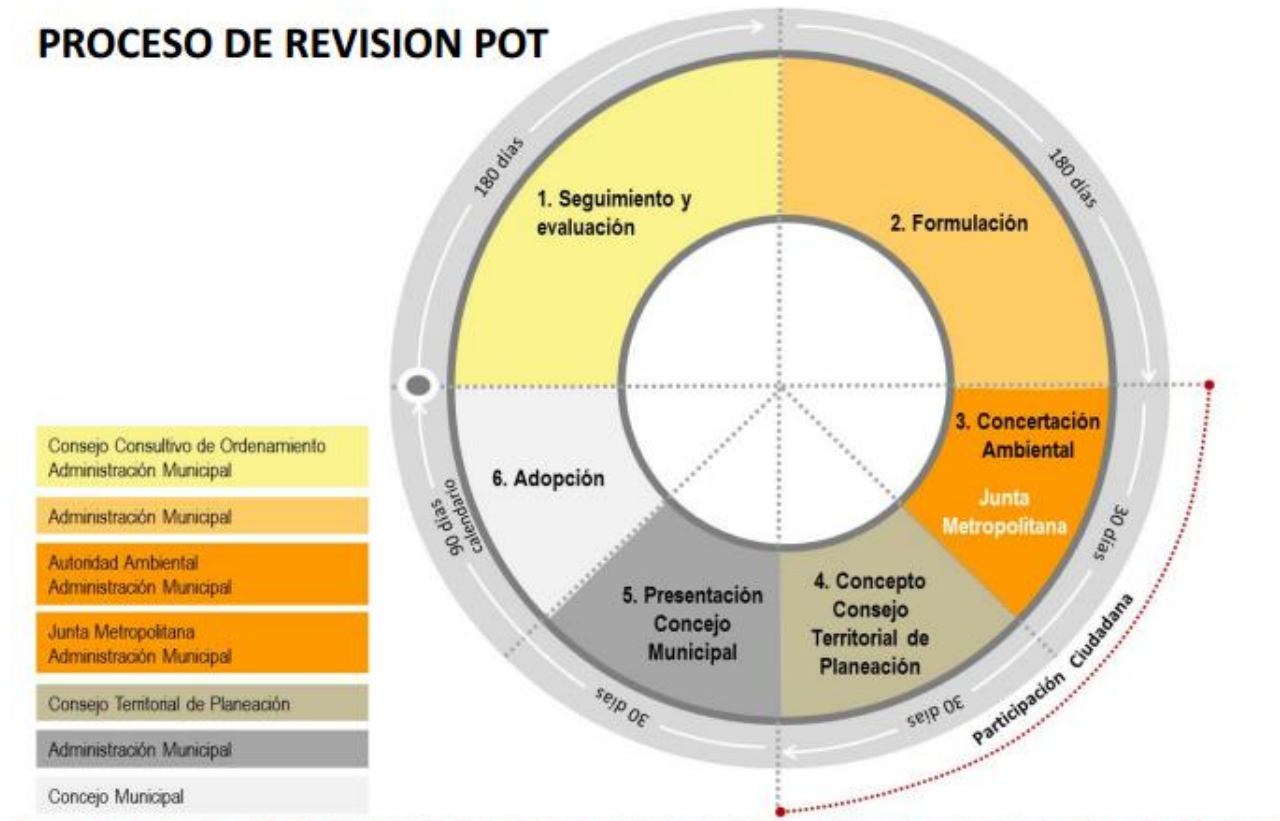 PROCESO DE REVISION POT
180 días
180 días
1. Seguimiento y
evaluación
2. Formulación
3. Concertación
Ambiental
Junta
Metropolitana
30 días
4. Concepto
Consejo
Territorial de
Planeación
30 días
Participación Ciudadana
5. Presentación
Concejo
Municipal
30 días
6. Adopción
90 días
calendario
Consejo Consultivo de Ordenamiento
Administración Municipal
Administración Municipal
Autoridad Ambiental
Administración Municipal
Junta Metropolitana
Administración Municipal
Consejo Territorial de Planeación
Administración Municipal
Concejo Municipal